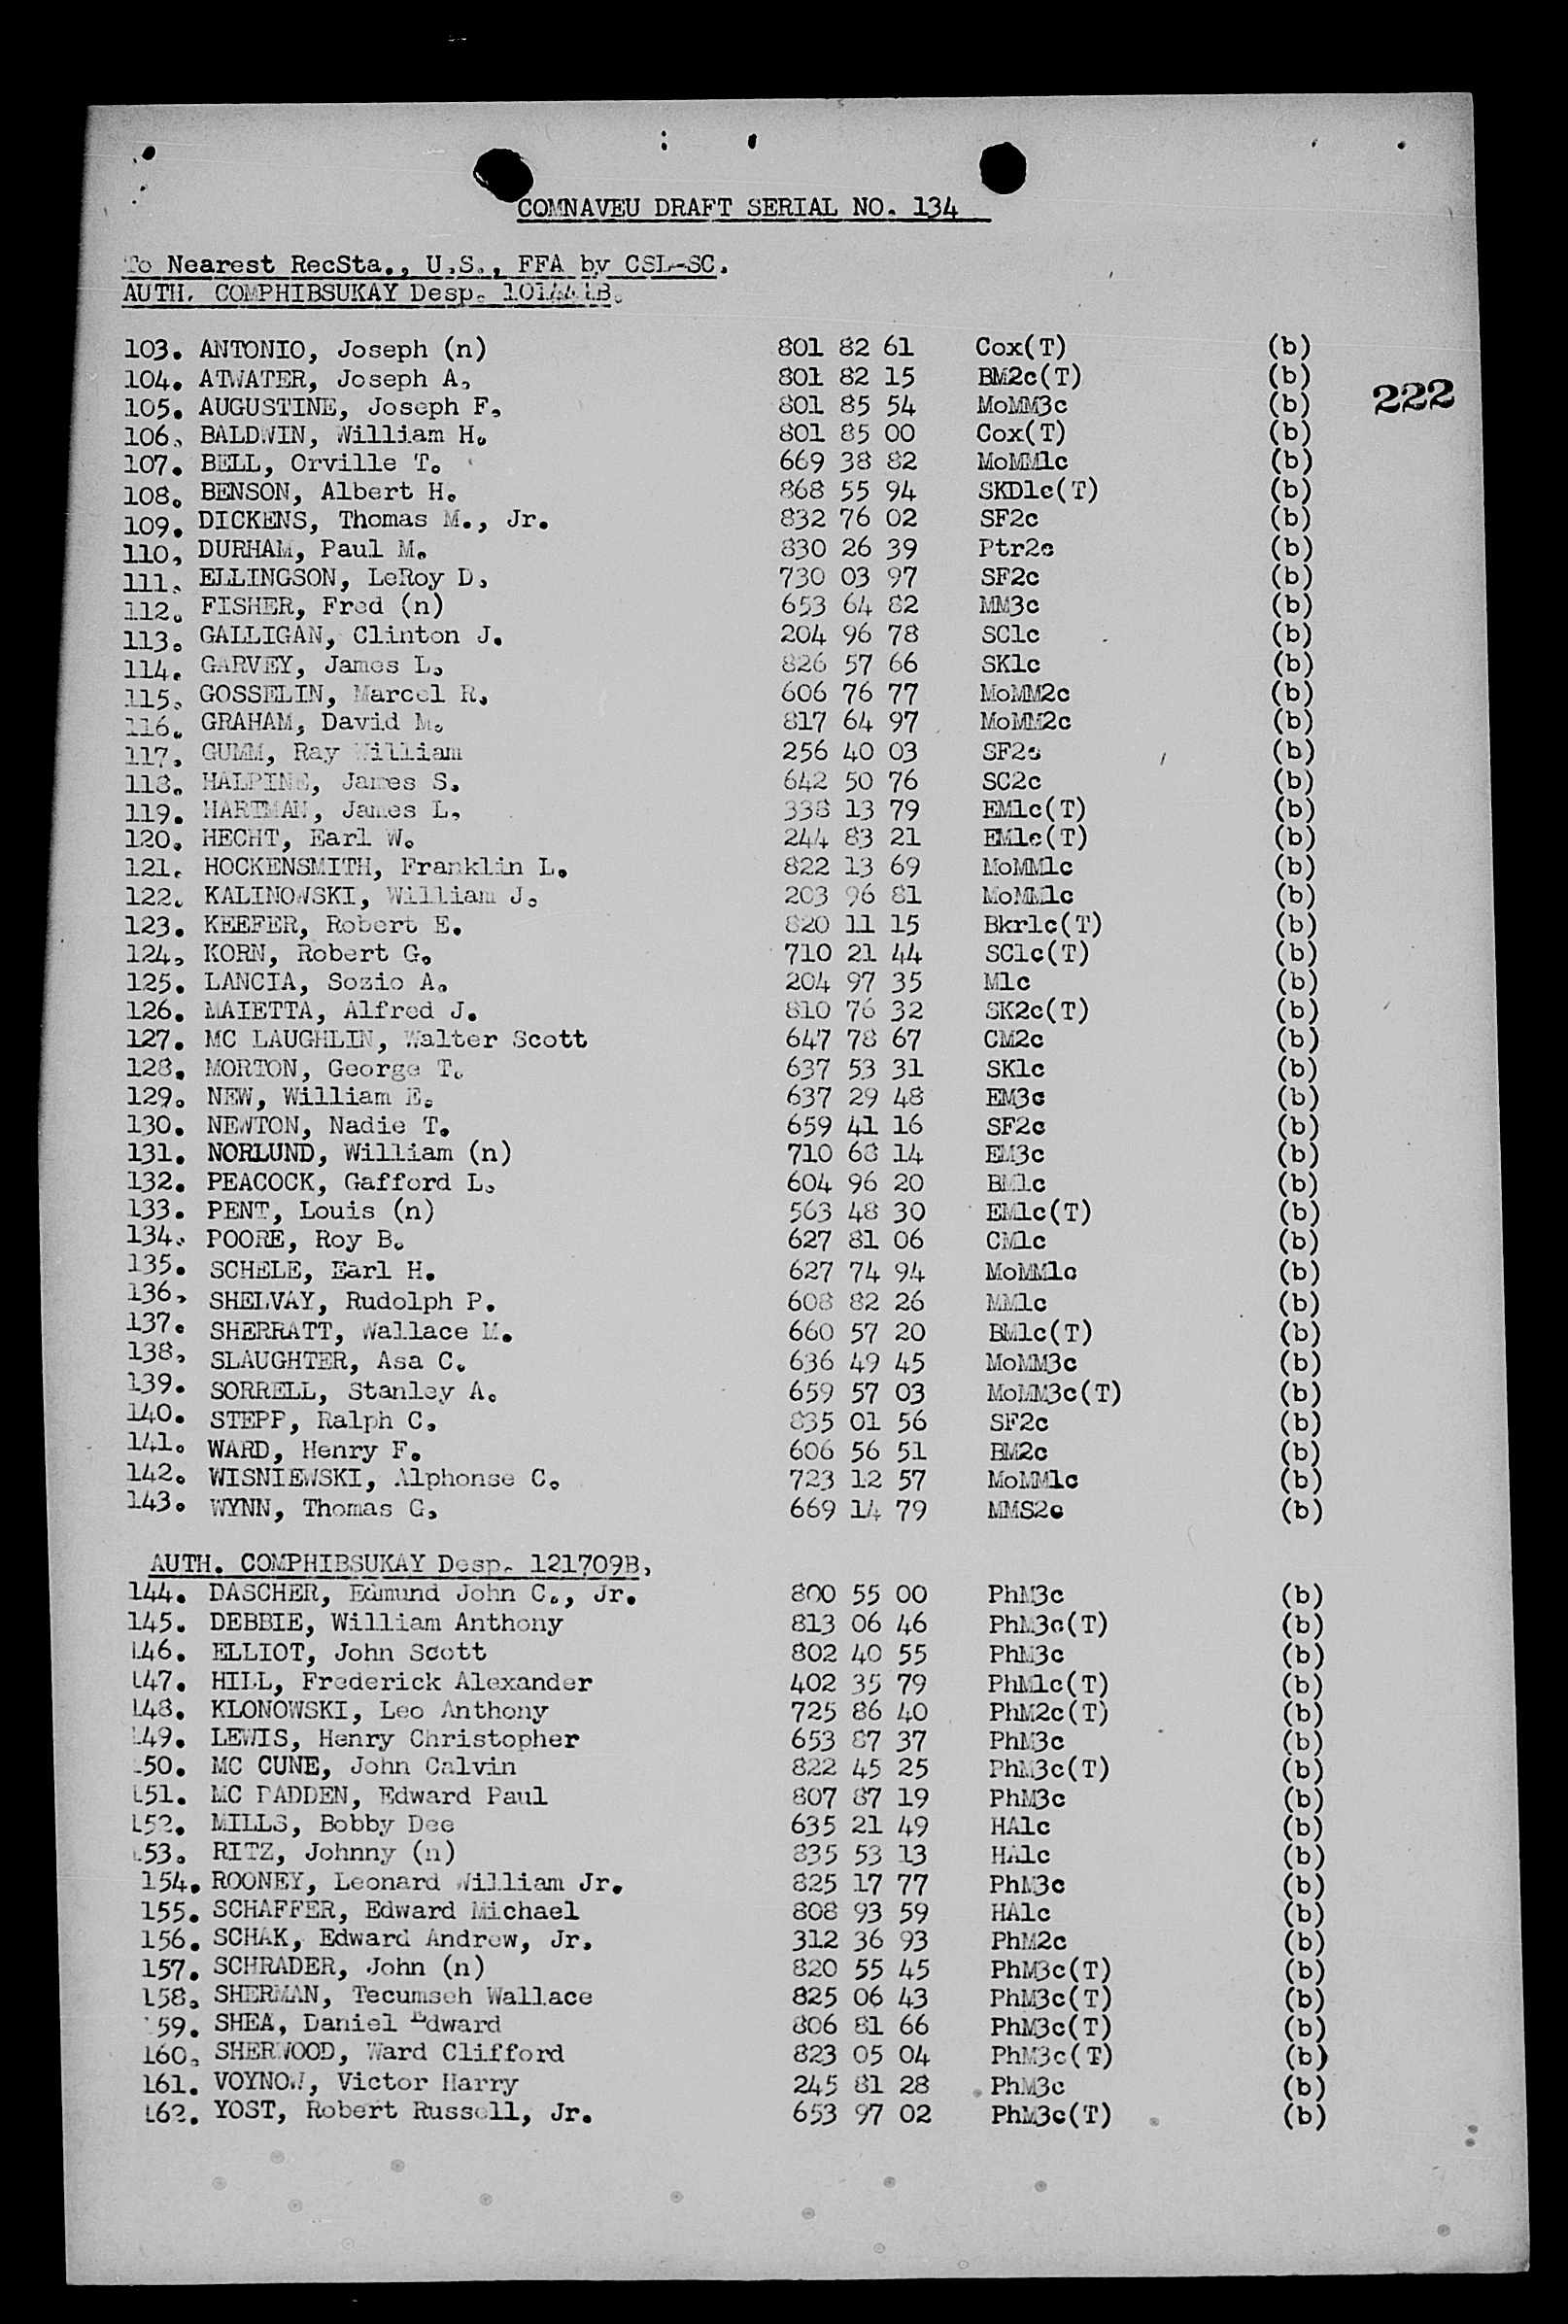 COMNAVEU DRAFT SERIAL NO. 134
To Nearest RecSta., U.S., FFA by CSL-SC.
AUTH. COMPHIBSUKAY Desp. 101441B.
103. ANTONIO, Joseph (n) 801 82 61 Cox(T) (b)
104. ATWATER, Joseph A. 801 82 15 BM2c(T) (b)
222
105. AUGUSTINE, Joseph F. 801 85 54 MoMM3c (b)
106. BALDWIN, William H. 801 85 00 Cox(T) (b)
107. BELL, Orville T. 669 38 82 MoMM1c (b)
108. BENSON, Albert H. 868 55 94 SKD1c(T) (b)
109. DICKENS, Thomas M., Jr. 832 76 02 SF2c (b)
110. DURHAM, Paul M. 830 26 39 Ptr2c (b)
111. ELLINGSON, LeRoy D. 730 03 97 SF2c (b)
112. FISHER, Fred (n) 653 64 82 MM3c (b)
113. GALLIGAN, Clinton J. 204 96 78 SC1c (b)
114. GARVEY, James L. 826 57 66 SK1c (b)
115. GOSSELIN, Marcel R. 606 76 77 MoMM2c (b)
116. GRAHAM, David M. 817 64 97 MoMM2c (b)
117. GUMM, Ray William 256 40 03 SF2c (b)
118. HALPINE, James S. 642 50 76 SC2c (b)
119. HARTMAN, James L. 338 13 79 EM1c(T) (b)
120. HECHT, Earl W. 244 83 21 EM1c(T) (b)
121. HOCKENSMITH, Franklin L. 822 13 69 MoMM1c (b)
122. KALINOWSKI, William J. 203 96 81 MoMM1c (b)
123. KEEFER, Robert E. 820 11 15 Bkr1c(T) (b)
124. KORN, Robert G. 710 21 44 SC1c(T) (b)
125. LANCIA, Sozio A. 204 97 35 M1c (b)
126. MAIETTA, Alfred J. 810 76 32 SK2c(T) (b)
127. MC LAUGHLIN, Walter Scott 647 78 67 CM2c (b)
128. MORTON, George T. 637 53 31 SK1c (b)
129. NEW, William E. 637 29 48 EM3c (b)
130. NEWTON, Nadie T. 659 41 16 SF2c (b)
131. NORLUND, William (n) 710 68 14 EM3c (b)
132. PEACOCK, Gafford L. 604 96 20 BM1c (b)
133. PENT, Louis (n) 563 48 30 EM1c(T) (b)
134. POORE, Roy B. 627 81 06 CM1c (b)
135. SCHELE, Earl H. 627 74 94 MoMM1c (b)
136. SHELVAY, Rudolph P. 608 82 26 MM1c (b)
137. SHERRATT, Wallace M. 660 57 20 BM1c(T) (b)
138. SLAUGHTER, Asa C. 636 49 45 MoMM3c (b)
139. SORRELL, Stanley A. 659 57 03 MoMM3c(T) (b)
140. STEPP, Ralph C. 835 01 56 SF2c (b)
141. WARD, Henry F. 606 56 51 BM2c (b)
142. WISNIEWSKI, Alphonse C. 723 12 57 MoMM1c (b)
143. WYNN, Thomas G. 669 14 79 MMS2c (b)
AUTH. COMPHIBSUKAY Desp. 121709B.
144. DASCHER, Edmund John C., Jr. 800 55 00 PhM3c (b)
145. DEBBIE, William Anthony 813 06 46 PhM3c(T) (b)
146. ELLIOT, John Scott 802 40 55 PhM3c (b)
147. HILL, Frederick Alexander 402 35 79 PhM1c(T) (b)
148. KLONOWSKI, Leo Anthony 725 86 40 PhM2c(T) (b)
149. LEWIS, Henry Christopher 653 87 37 PhM3c (b)
150. MC CUNE, John Calvin 822 45 25 PhM3c(T) (b)
151. MC PADDEN, Edward Paul 807 87 19 PhM3c (b)
152. MILLS, Bobby Dee 635 21 49 HA1c (b)
153. RITZ, Johnny (n) 835 53 13 HA1c (b)
154. ROONEY, Leonard William Jr. 825 17 77 PhM3c (b)
155. SCHAFFER, Edward Michael 808 93 59 HA1c (b)
156. SCHAK, Edward Andrew, Jr. 312 36 93 PhM2c (b)
157. SCHRADER, John (n) 820 55 45 PhM3c(T) (b)
158. SHERMAN, Tecumseh Wallace 825 06 43 PhM3c(T) (b)
159. SHEA, Daniel Edward 806 81 66 PhM3c(T) (b)
160. SHERWOOD, Ward Clifford 823 05 04 PhM3c(T) (b)
161. VOYNOW, Victor Harry 245 81 28 PhM3c (b)
162. YOST, Robert Russell, Jr. 653 97 02 PhM3c(T) (b)